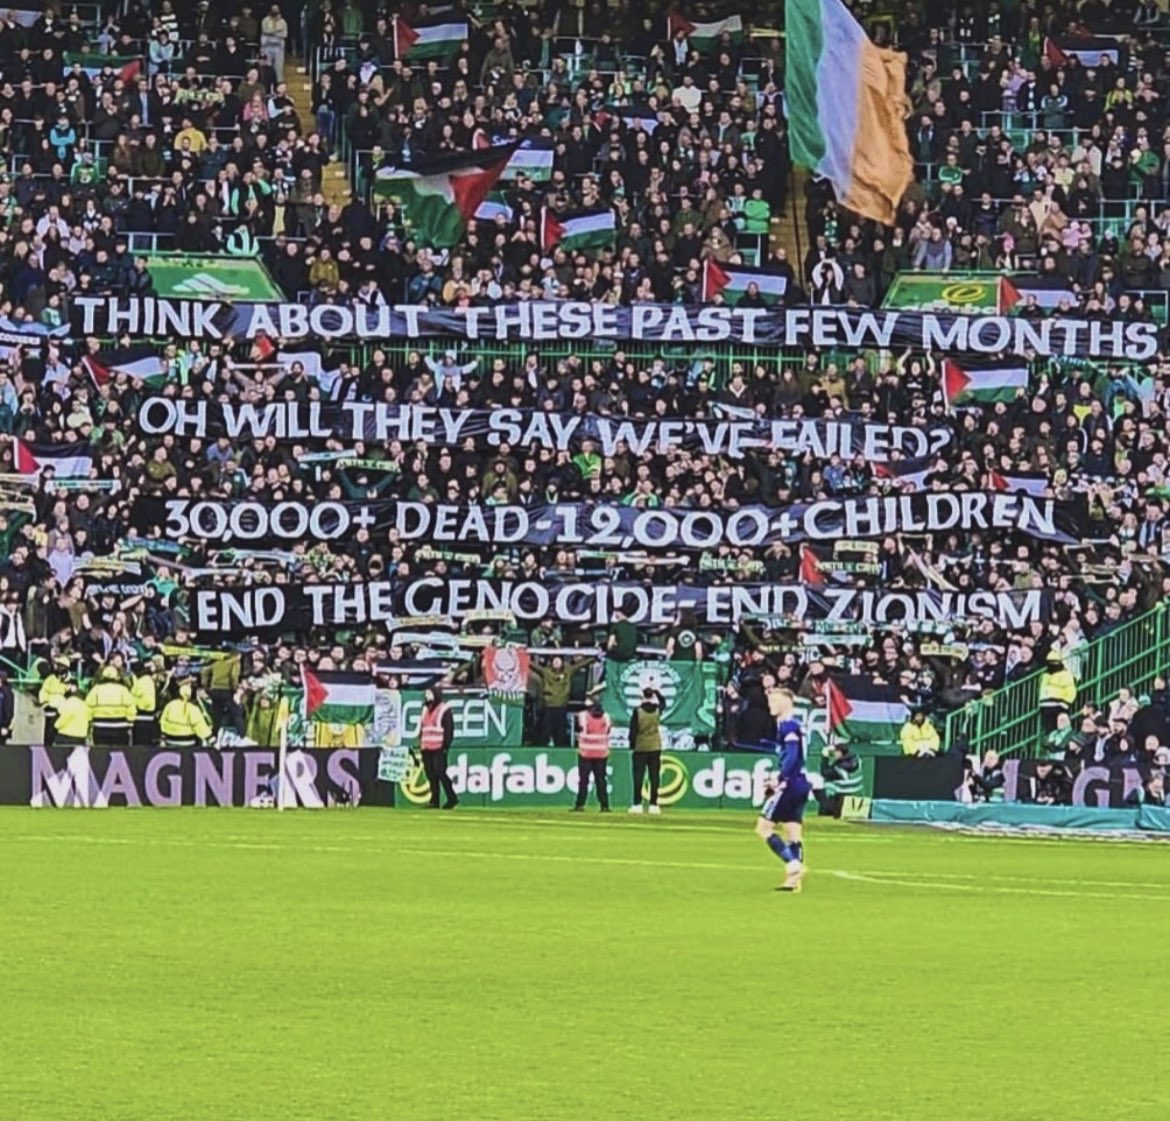 THINK ABOUT THESE PAST FEW MONTHS
OH WILL THEY SAY WE'VE FAILED?
30,000+ DEAD-12,000+CHILDREN
END THE GENOCIDE-END ZIONISM
GREEN
MAGNERS
dafabet
daf